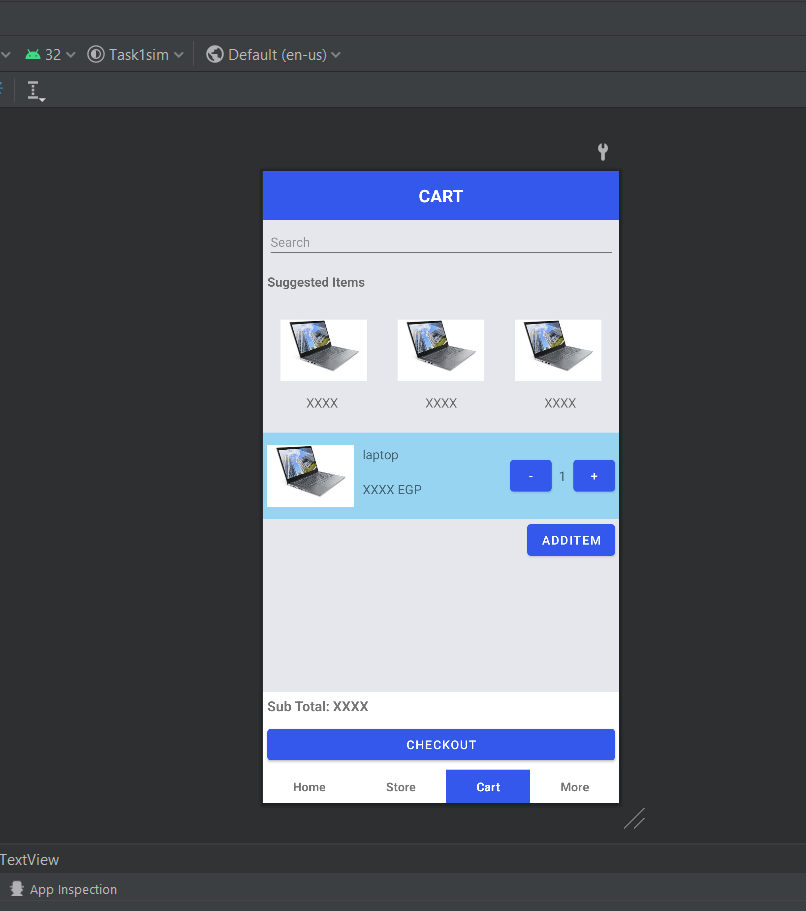 32 Task1sim Default (en-us)
CART
Search
Suggested Items
XXXX XXXX XXXX
laptop
XXXX EGP
- 1 +
ADDITEM
Sub Total: XXXX
CHECKOUT
Home Store Cart More
TextView
App Inspection